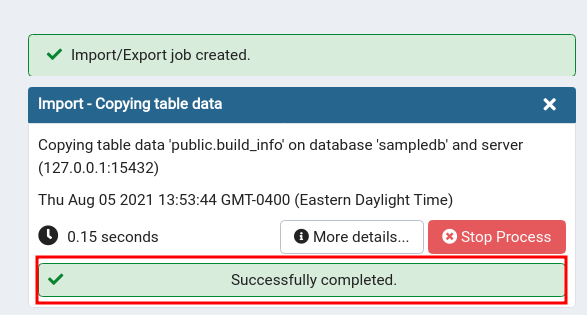 Import/Export job created.
Import - Copying table data
Copying table data 'public.build_info' on database 'sampledb' and server
(127.0.0.1:15432)
Thu Aug 05 2021 13:53:44 GMT-0400 (Eastern Daylight Time)
0.15 seconds
More details...
Stop Process
Successfully completed.